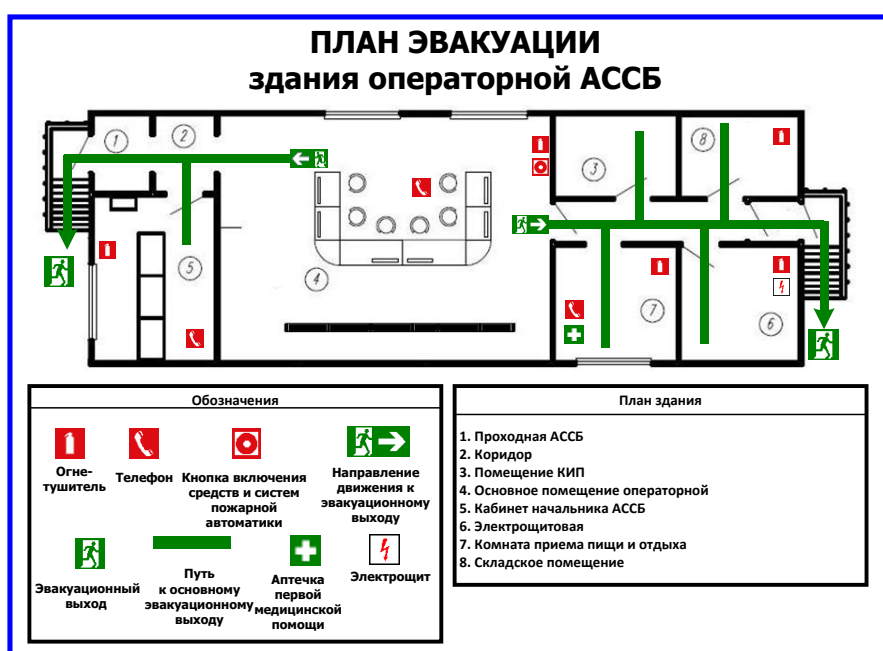 ПЛАН ЭВАКУАЦИИ
здания операторной АССБ
1
2
3
8
4
5
7
6
Обозначения
Огне-
тушитель
Телефон
Кнопка включения
средств и систем
пожарной
автоматики
Направление
движения к
эвакуационному
выходу
Эвакуационный
выход
Путь
к основному
эвакуационному
выходу
Аптечка
первой
медицинской
помощи
Электрощит
План здания
1. Проходная АССБ
2. Коридор
3. Помещение КИП
4. Основное помещение операторной
5. Кабинет начальника АССБ
6. Электрощитовая
7. Комната приема пищи и отдыха
8. Складское помещение